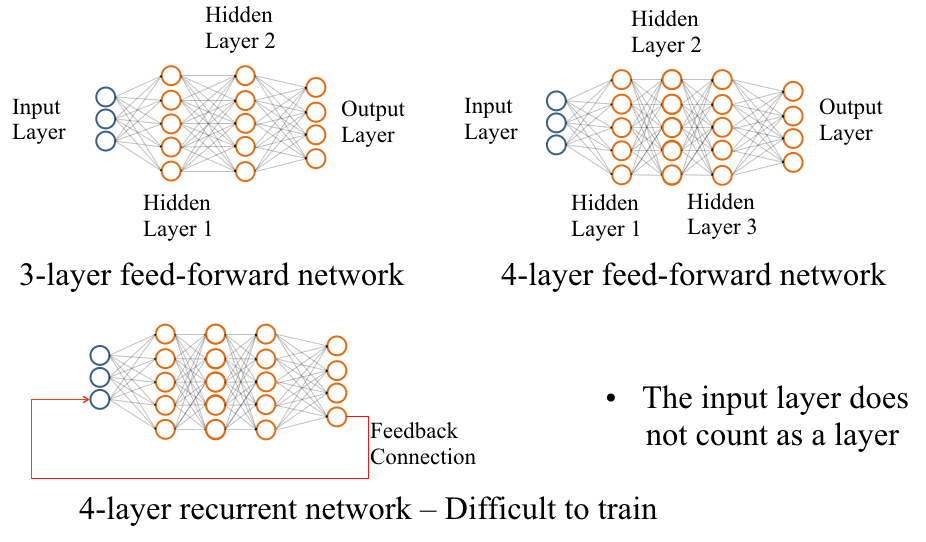 Hidden
Layer 2
Input
Layer
Output
Layer
Hidden
Layer 1
3-layer feed-forward network
Hidden
Layer 2
Input
Layer
Output
Layer
Hidden
Layer 1
Hidden
Layer 3
4-layer feed-forward network
Feedback
Connection
4-layer recurrent network – Difficult to train
• The input layer does
not count as a layer